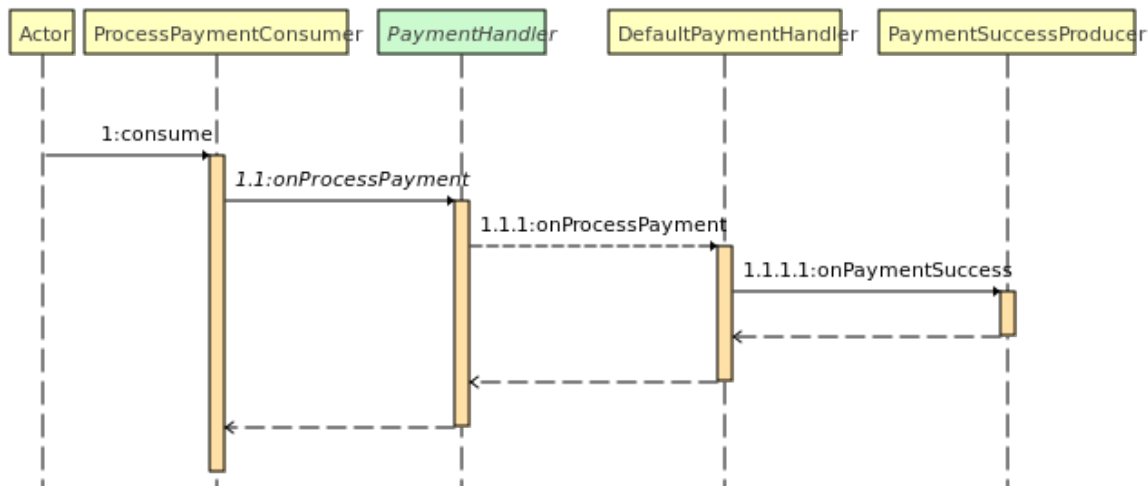 Actor
ProcessPaymentConsumer
PaymentHandler
DefaultPaymentHandler
PaymentSuccessProducer
1:consume
1.1:onProcessPayment
1.1.1:onProcessPayment
1.1.1.1:onPaymentSuccess